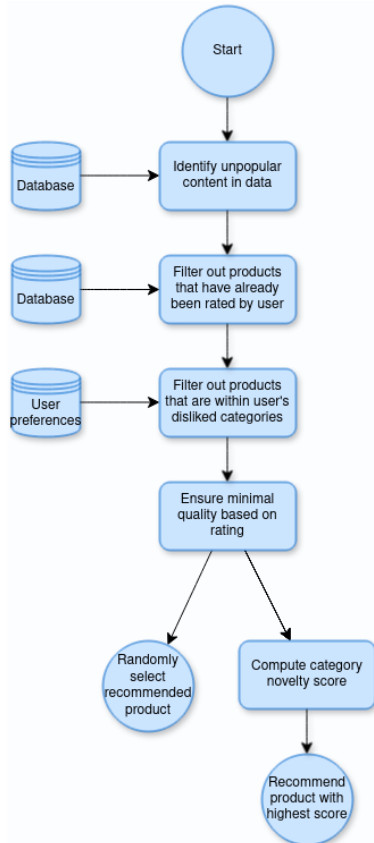 Start
Database
Identify unpopular
content in data
Database
Filter out products
that have already
been rated by user
User
preferences
Filter out products
that are within user's
disliked categories
Ensure minimal
quality based on
rating
Randomly
select
recommended
product
Compute category
novelty score
Recommend
product with
highest score